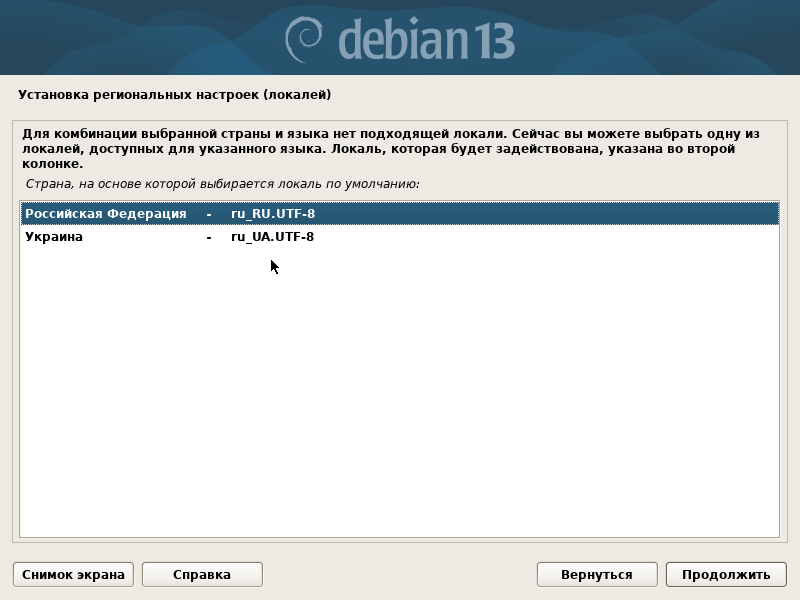 debian 13
Установка региональных настроек (локалей)
Для комбинации выбранной страны и языка нет подходящей локали. Сейчас вы можете выбрать одну из
локалей, доступных для указанного языка. Локаль, которая будет задействована, указана во второй
колонке.
Страна, на основе которой выбирается локаль по умолчанию:
Российская Федерация - ru_RU.UTF-8
Украина - ru_UA.UTF-8
Снимок экрана Справка Вернуться Продолжить